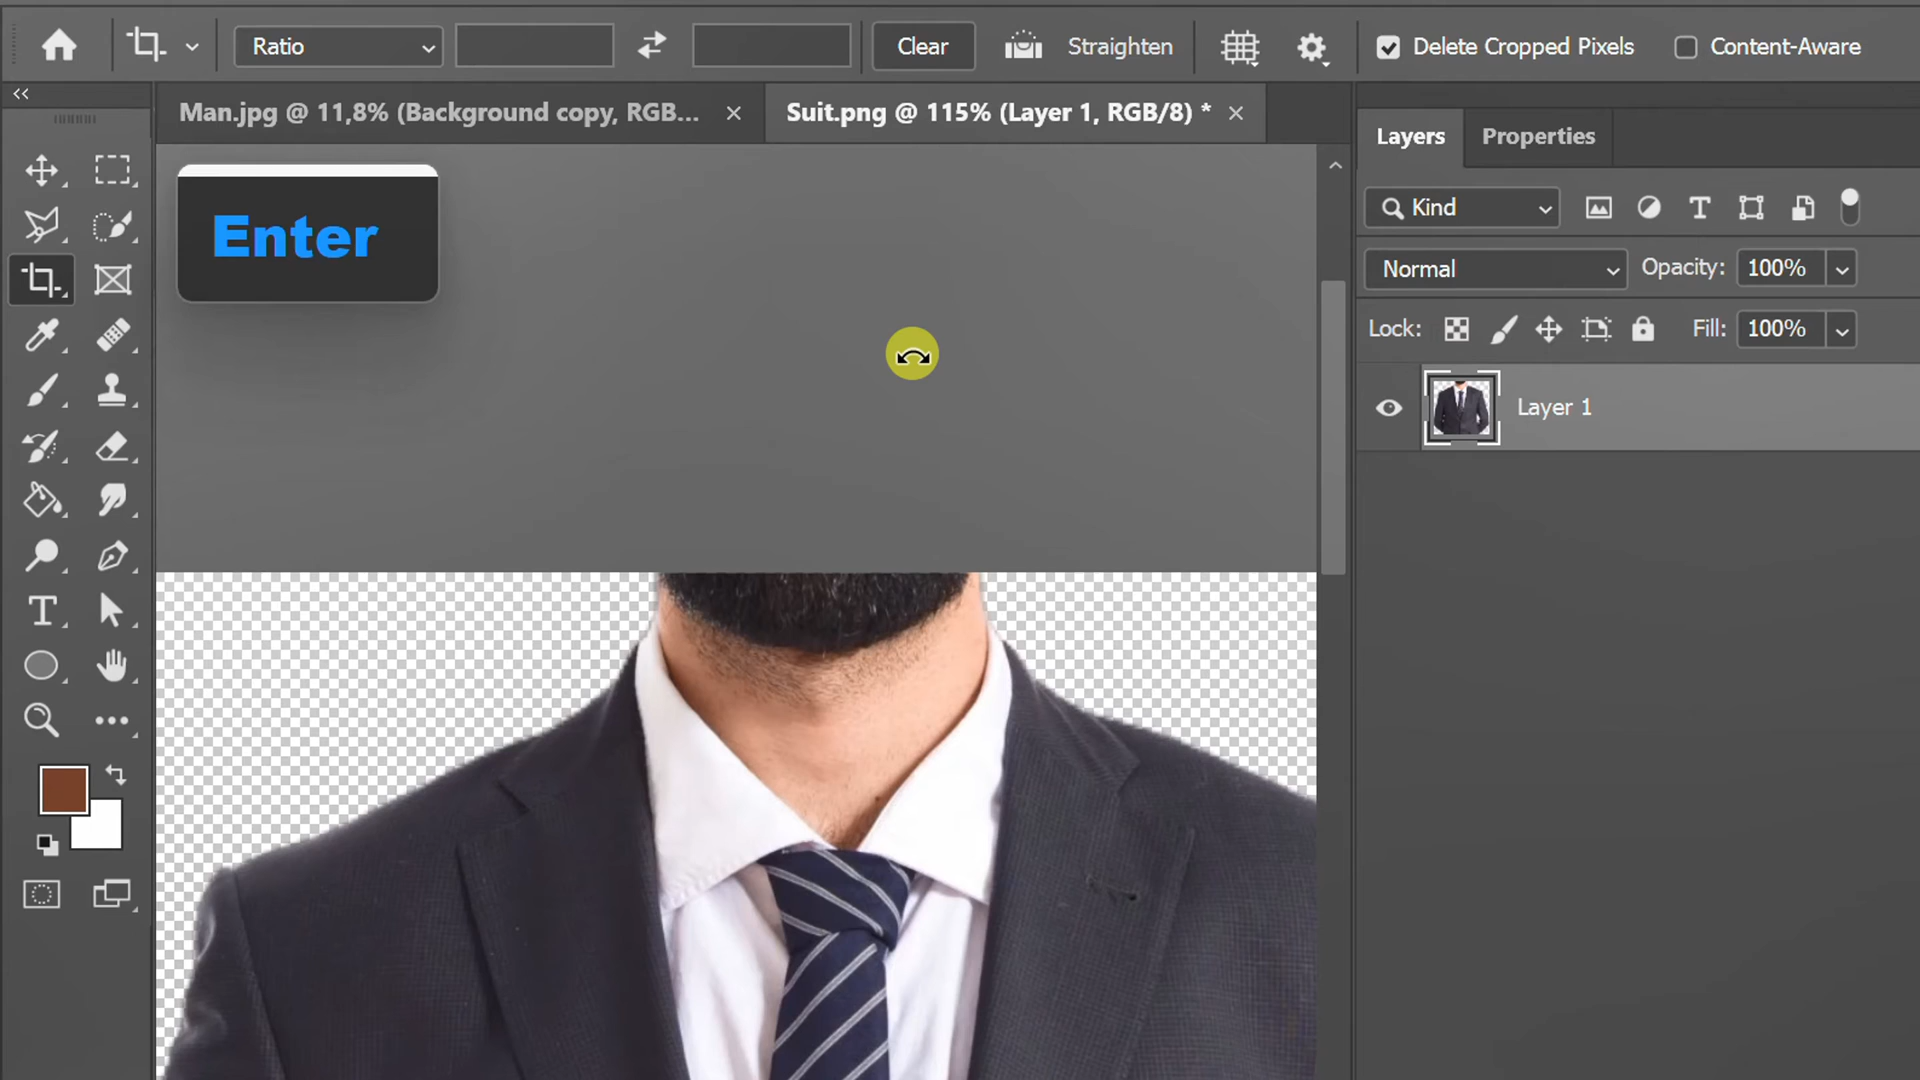 Ratio
Clear
Straighten
Delete Cropped Pixels
Content-Aware
Man.jpg @ 11,8% (Background copy, RGB...
Suit.png @ 115% (Layer 1, RGB/8) *
Layers
Properties
Enter
Kind
Normal
Opacity:
100%
Lock:
Fill:
100%
Layer 1